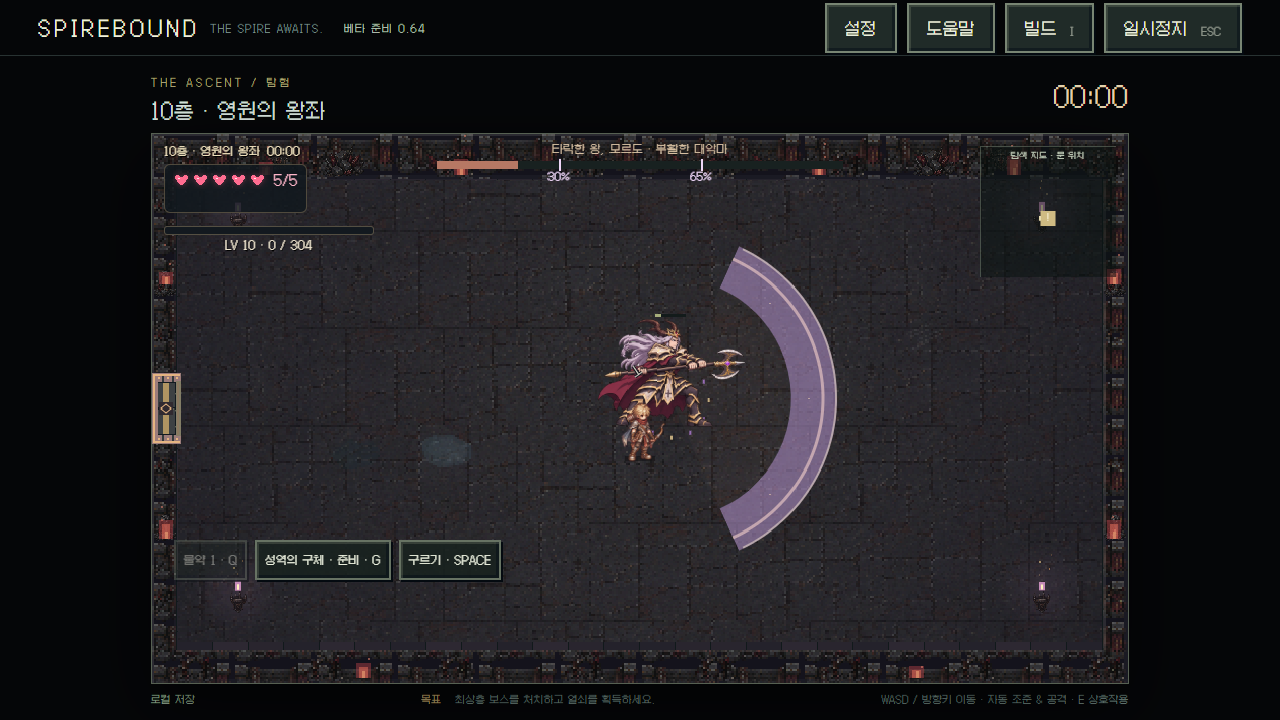 SPIREBOUND THE SPIRE AWAITS. 베타 준비 0.64 설정 도움말 빌드 I 일시정지 ESC
THE ASCENT / 탐험
10층 · 영원의 왕좌
00:00
10층 · 영원의 왕좌 00:00
타락한 왕, 모르드 · 부활한 대악마
탐색 지도 · 문 위치
30% 65%
5/5
LV 10 · 0 / 304
물약 1 · Q 성역의 구체 · 준비 · G 구르기 · SPACE
로컬 저장 목표 최상층 보스를 처치하고 열쇠를 획득하세요. WASD / 방향키 이동 · 자동 조준 & 공격 · E 상호작용